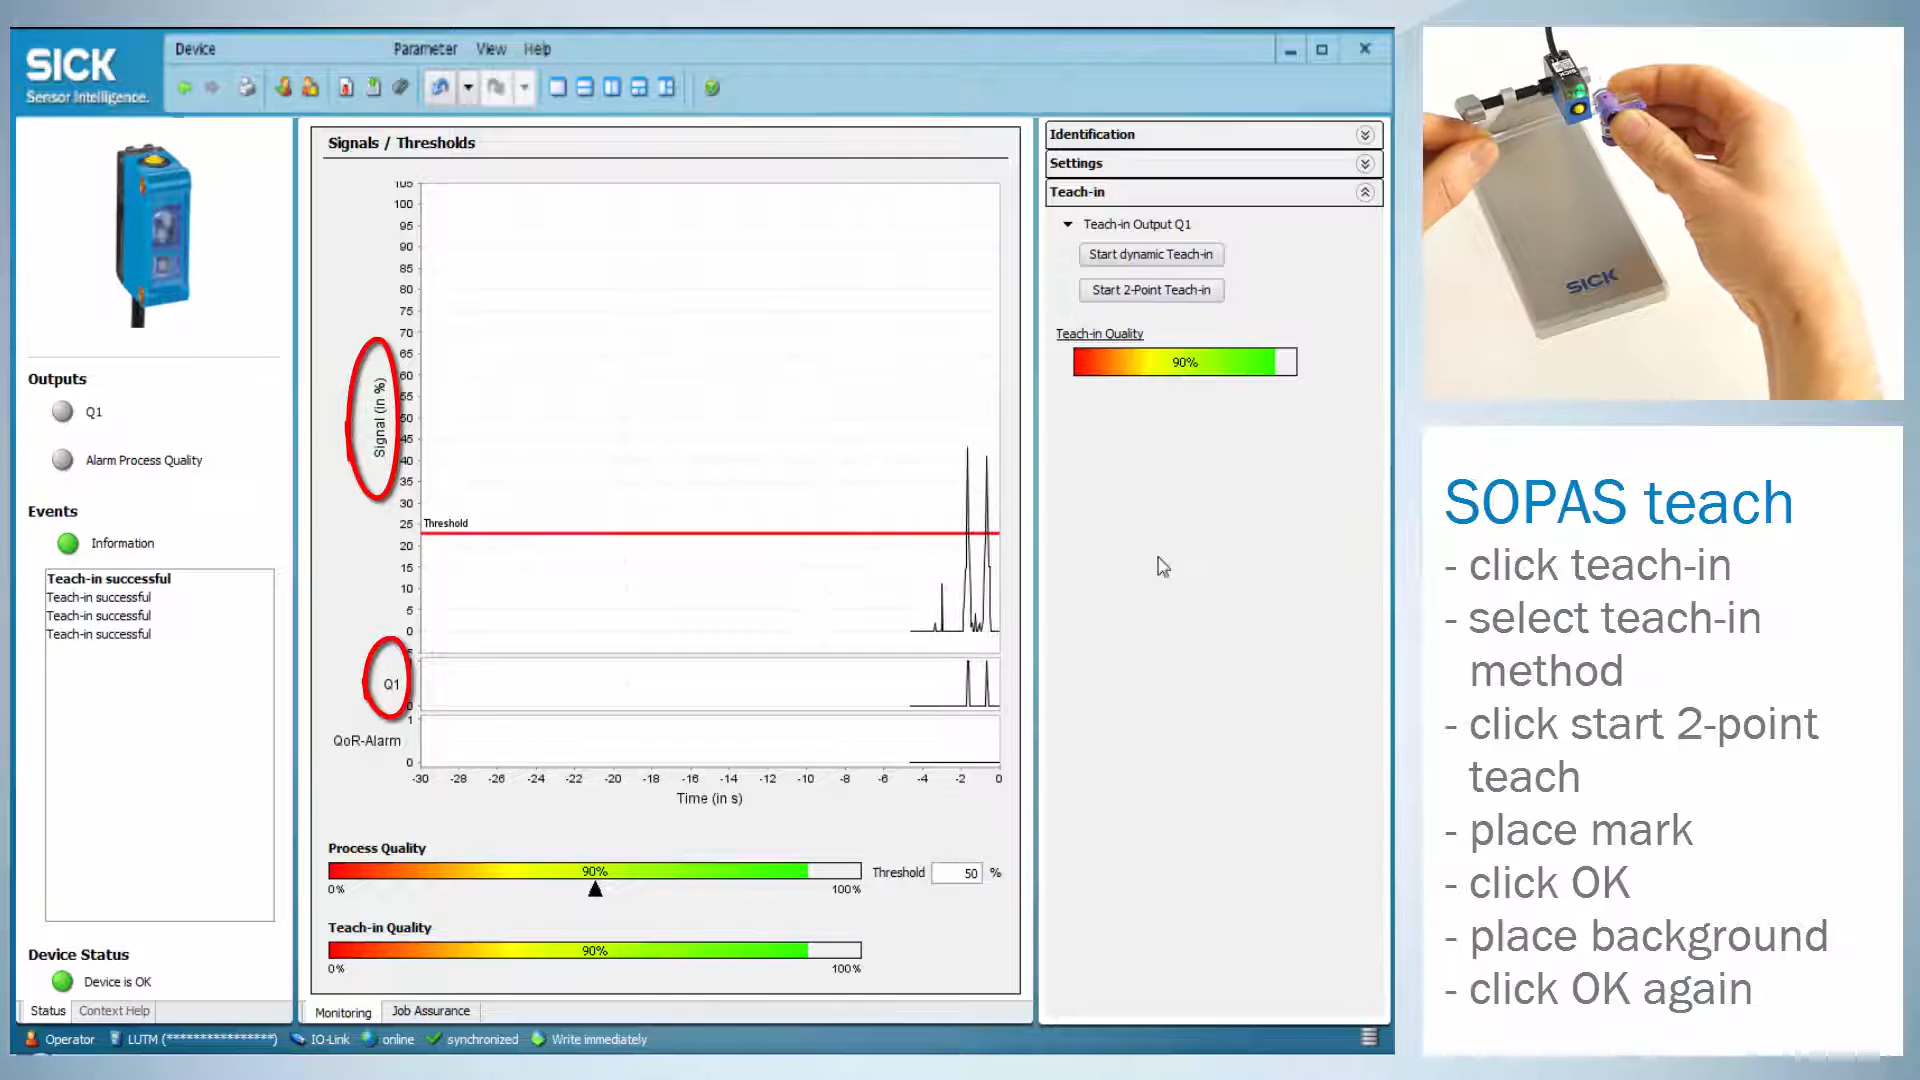 SICK
Sensor Intelligence.
Device Parameter View Help
Signals / Thresholds
105
100
95
90
85
80
75
70
65
60
55
50
45
40
35
30
25
20
15
10
5
0
Signal (in %)
Threshold
Q1
0
QoR-Alarm
1
0
-30 -28 -26 -24 -22 -20 -18 -16 -14 -12 -10 -8 -6 -4 -2 0
Time (in s)
Process Quality
90%
0% 100%
Threshold 50 %
Teach-in Quality
90%
0% 100%
Monitoring Job Assurance
Outputs
Q1
Alarm Process Quality
Events
Information
Teach-in successful
Teach-in successful
Teach-in successful
Teach-in successful
Device Status
Device is OK
Status Context Help
Identification
Settings
Teach-in
Teach-in Output Q1
Start dynamic Teach-in
Start 2-Point Teach-in
Teach-in Quality
90%
Operator LUTM (****************) IO-Link online synchronized Write immediately
SICK
SOPAS teach
- click teach-in
- select teach-in
method
- click start 2-point
teach
- place mark
- click OK
- place background
- click OK again